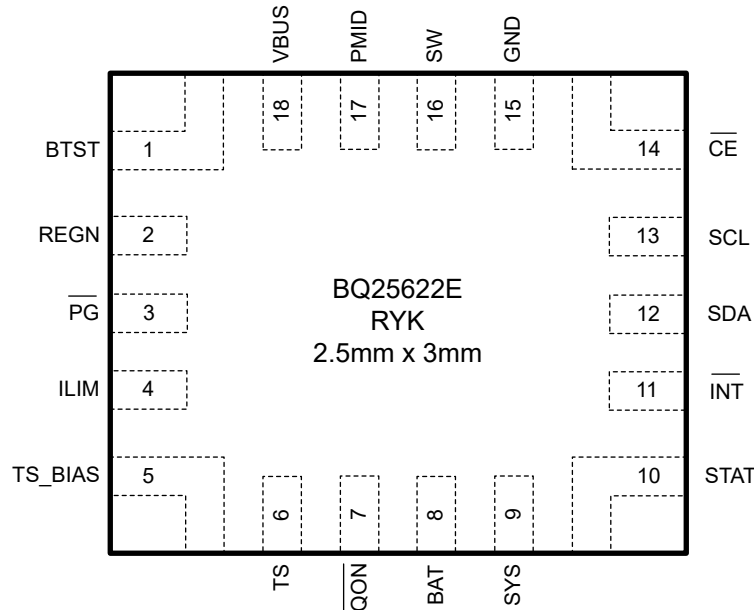 VBUS
PMID
SW
GND
18
17
16
15
BTST
1
14
CE
REGN
2
13
SCL
PG
3
12
SDA
ILIM
4
11
INT
TS_BIAS
5
10
STAT
BQ25622E
RYK
2.5mm x 3mm
6
7
8
9
TS
QON
BAT
SYS